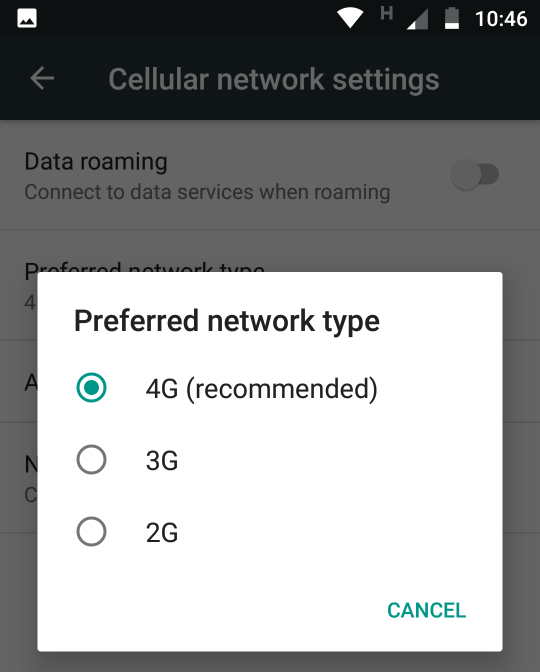 H 10:46
Cellular network settings
Data roaming
Connect to data services when roaming
Preferred network type
4
Preferred network type
4G (recommended)
A
3G
N
C
2G
CANCEL